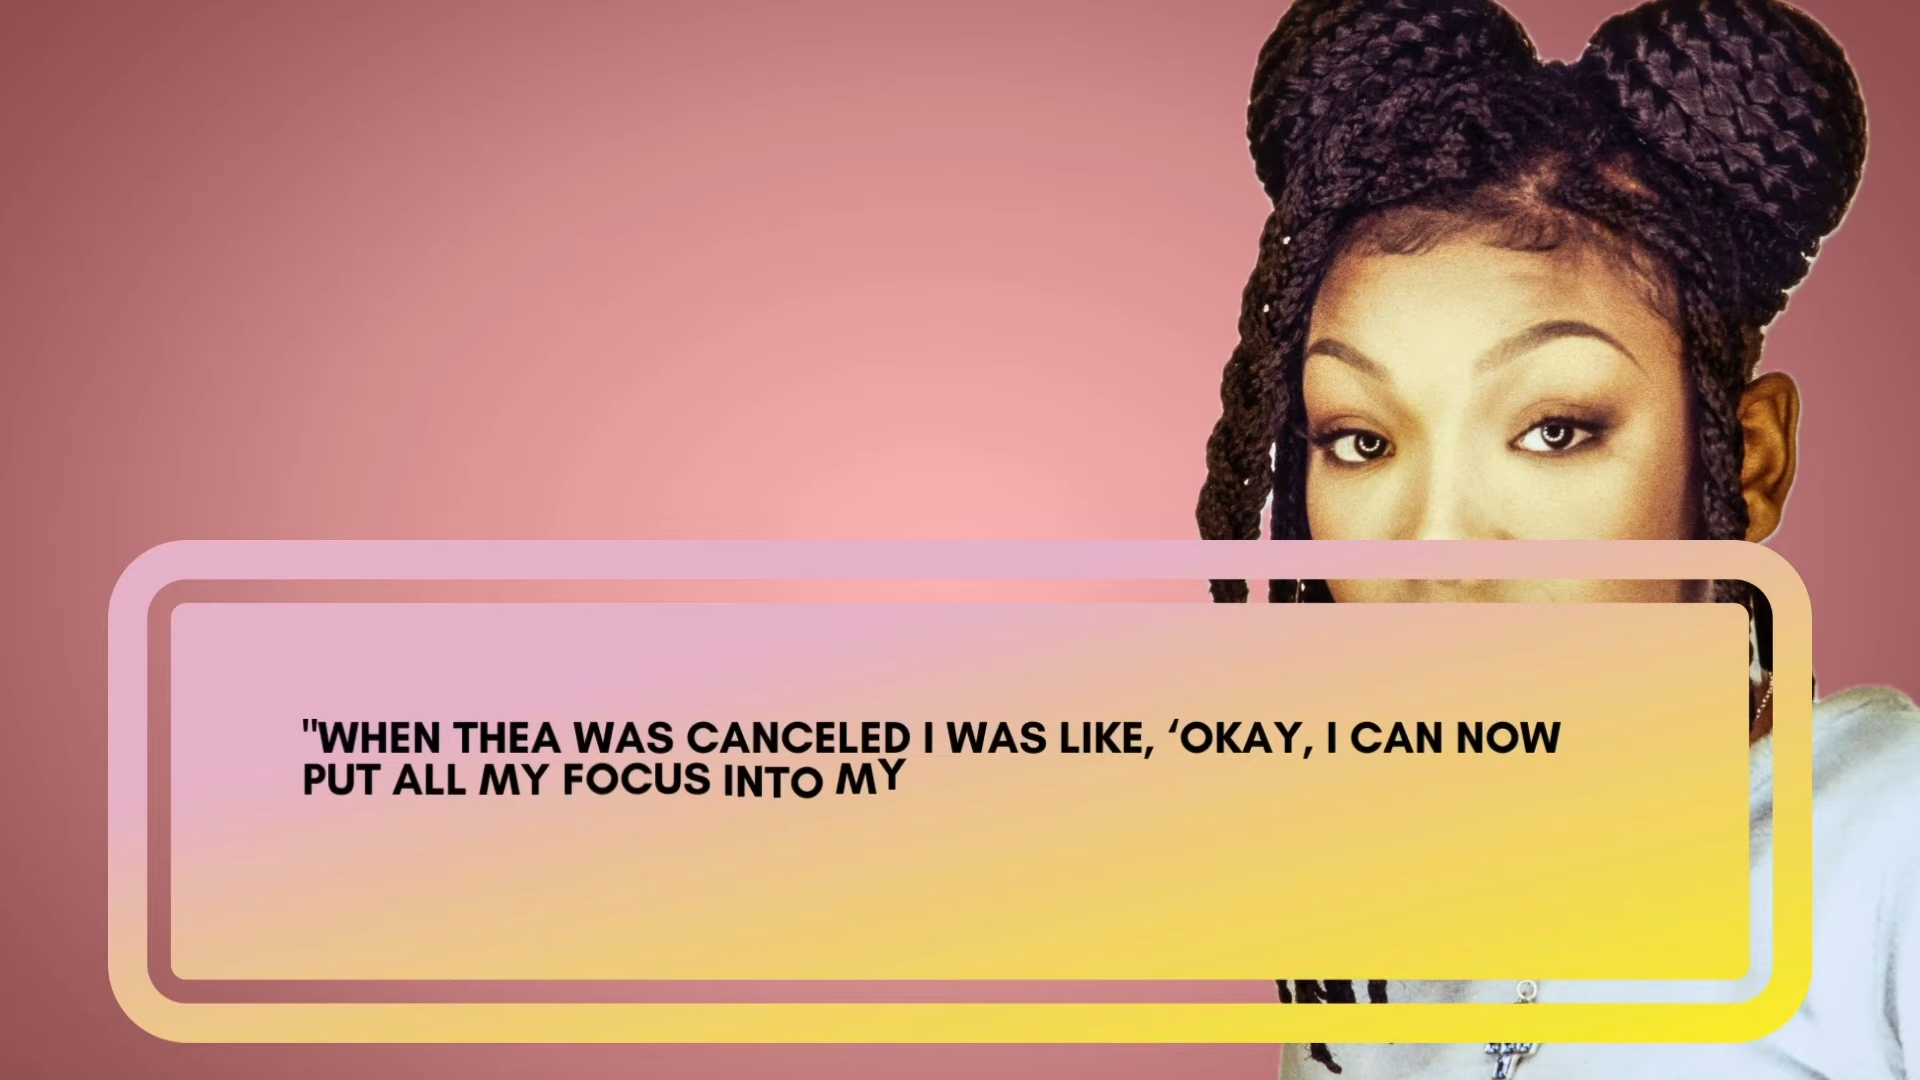 "WHEN THEA WAS CANCELED I WAS LIKE, ‘OKAY, I CAN NOW
PUT ALL MY FOCUS INTO MY